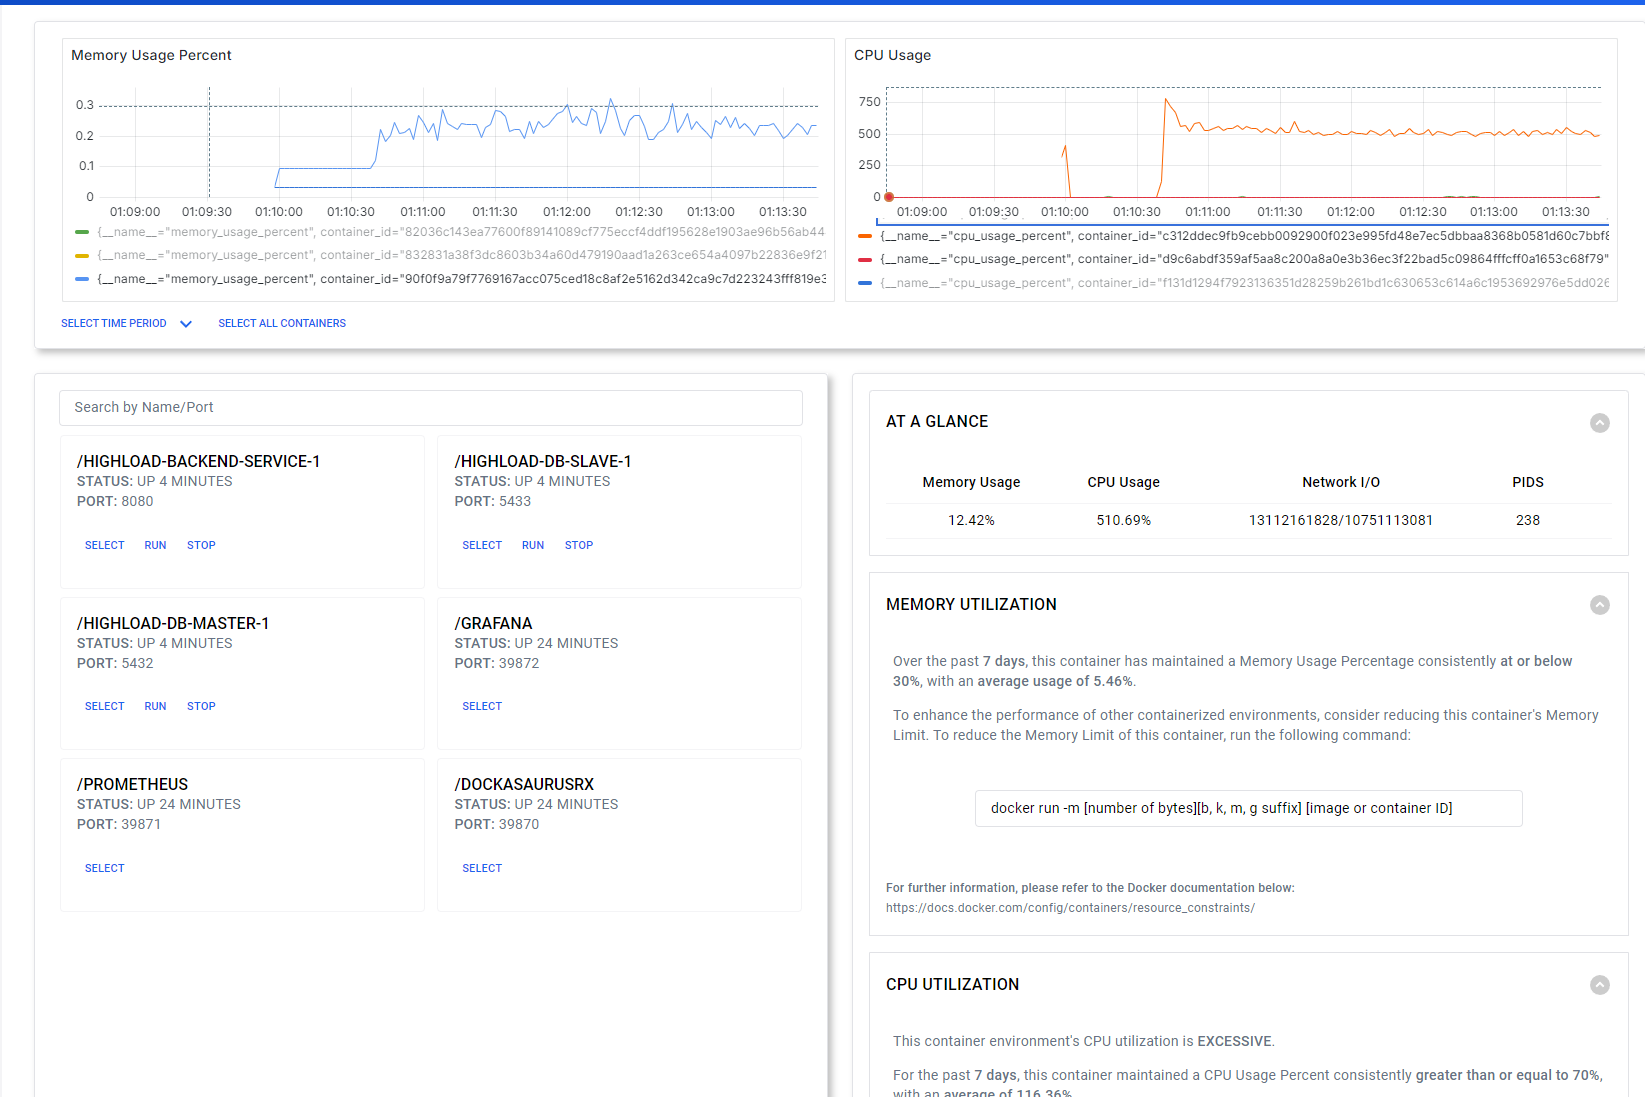 Memory Usage Percent
0.3
0.2
0.1
0
01:09:00 01:09:30 01:10:00 01:10:30 01:11:00 01:11:30 01:12:00 01:12:30 01:13:00 01:13:30
{__name__="memory_usage_percent", container_id="82036c143ea77600f89141089cf775eccf4ddf195628e1903ae96b56ab44
{__name__="memory_usage_percent", container_id="832831a38f3dc8603b34a60d479190aad1a263ce654a4097b22836e9f21
{__name__="memory_usage_percent", container_id="90f0f9a79f7769167acc075ced18c8af2e5162d342ca9c7d223243fff819e3
CPU Usage
750
500
250
0
01:09:00 01:09:30 01:10:00 01:10:30 01:11:00 01:11:30 01:12:00 01:12:30 01:13:00 01:13:30
{__name__="cpu_usage_percent", container_id="c312ddec9fb9cebb0092900f023e995fd48e7ec5dbbaa8368b0581d60c7bbf8
{__name__="cpu_usage_percent", container_id="d9c6abdf359af5aa8c200a8a0e3b36ec3f22bad5c09864fffcff0a1653c68f79"
{__name__="cpu_usage_percent", container_id="f131d1294f7923136351d28259b261bd1c630653c614a6c1953692976e5dd026
SELECT TIME PERIOD
SELECT ALL CONTAINERS
Search by Name/Port
/HIGHLOAD-BACKEND-SERVICE-1
STATUS: UP 4 MINUTES
PORT: 8080
SELECT RUN STOP
/HIGHLOAD-DB-SLAVE-1
STATUS: UP 4 MINUTES
PORT: 5433
SELECT RUN STOP
/HIGHLOAD-DB-MASTER-1
STATUS: UP 4 MINUTES
PORT: 5432
SELECT RUN STOP
/GRAFANA
STATUS: UP 24 MINUTES
PORT: 39872
SELECT
/PROMETHEUS
STATUS: UP 24 MINUTES
PORT: 39871
SELECT
/DOCKASAURUSRX
STATUS: UP 24 MINUTES
PORT: 39870
SELECT
AT A GLANCE
Memory Usage CPU Usage Network I/O PIDS
12.42% 510.69% 13112161828/10751113081 238
MEMORY UTILIZATION
Over the past 7 days, this container has maintained a Memory Usage Percentage consistently at or below
30%, with an average usage of 5.46%.
To enhance the performance of other containerized environments, consider reducing this container's Memory
Limit. To reduce the Memory Limit of this container, run the following command:
docker run -m [number of bytes][b, k, m, g suffix] [image or container ID]
For further information, please refer to the Docker documentation below:
https://docs.docker.com/config/containers/resource_constraints/
CPU UTILIZATION
This container environment's CPU utilization is EXCESSIVE.
For the past 7 days, this container maintained a CPU Usage Percent consistently greater than or equal to 70%,
with an average of 116.36%.